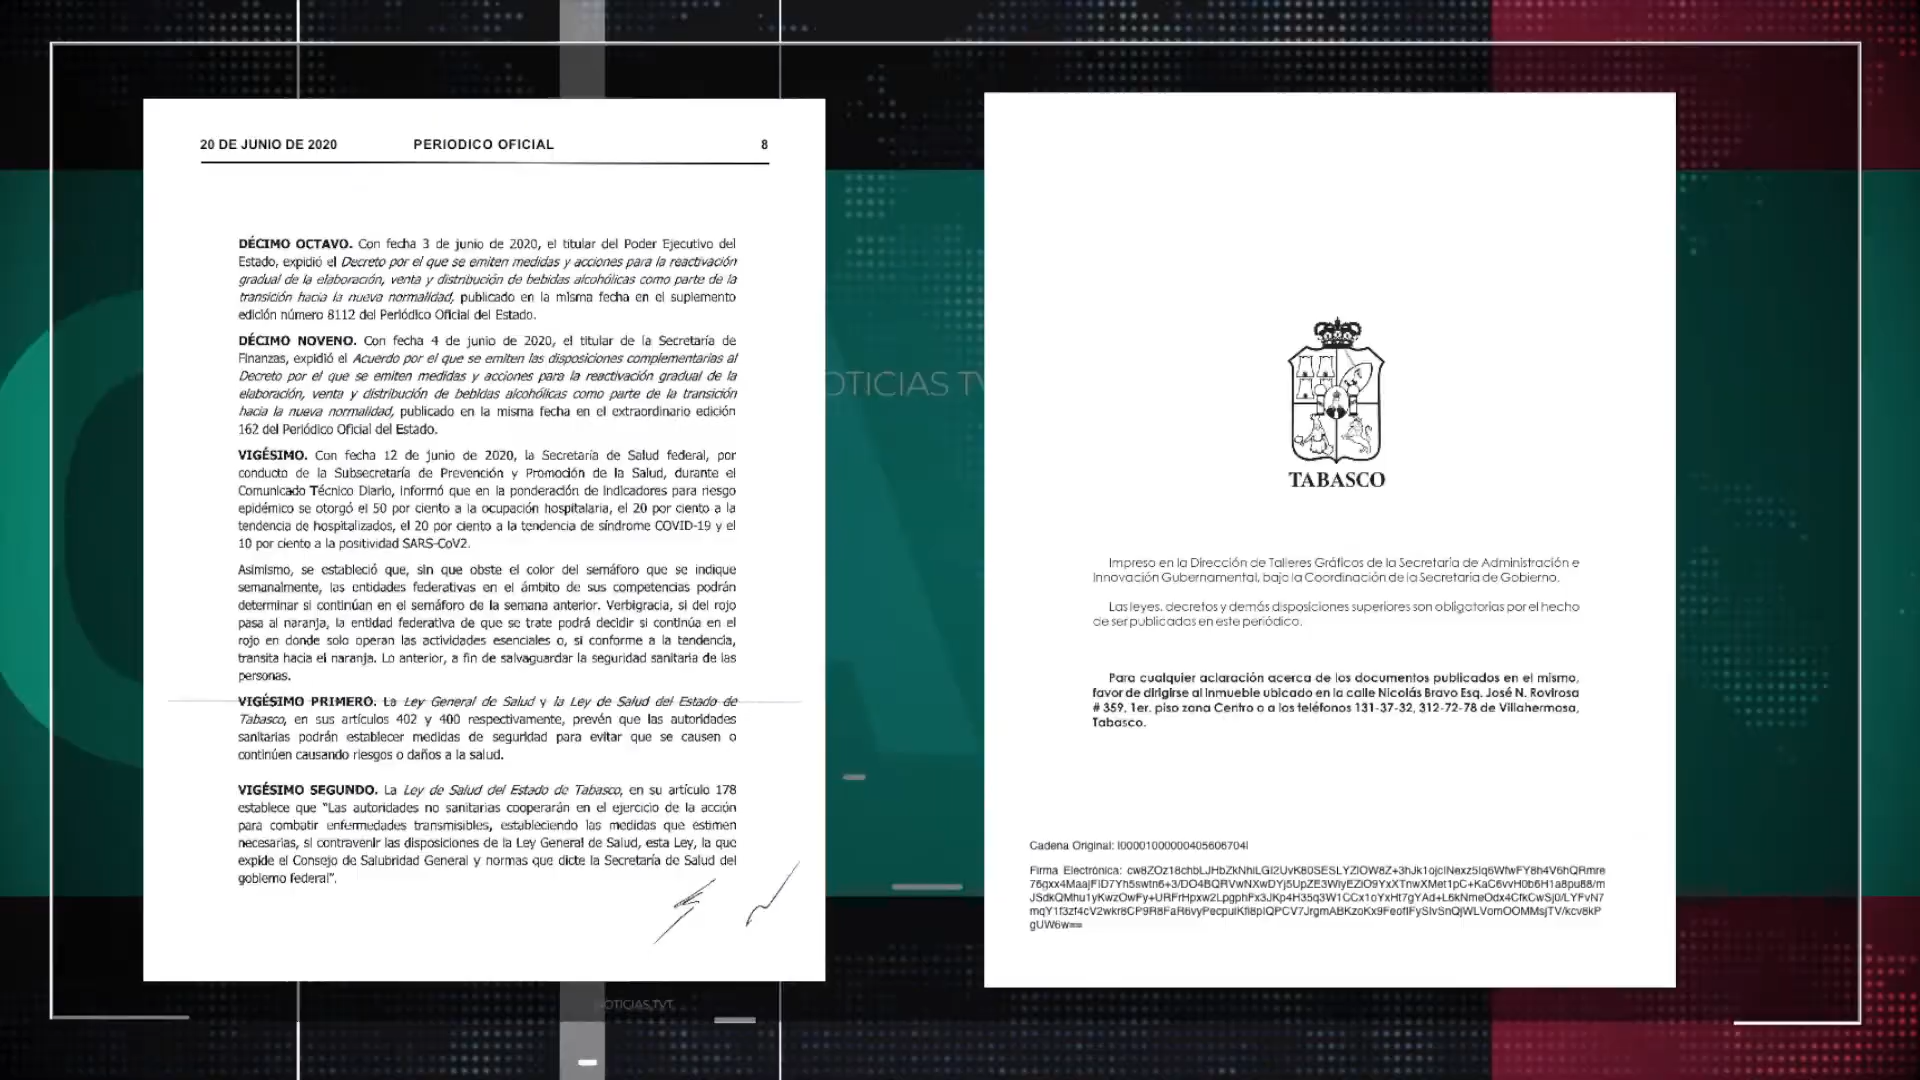 20 DE JUNIO DE 2020 PERIODICO OFICIAL 8
DÉCIMO OCTAVO. Con fecha 3 de junio de 2020, el titular del Poder Ejecutivo del
Estado, expidió el Decreto por el que se emiten medidas y acciones para la reactivación
gradual de la elaboración, venta y distribución de bebidas alcohólicas como parte de la
transición hacia la nueva normalidad, publicado en la misma fecha en el suplemento
edición número 8112 del Periódico Oficial del Estado.
DÉCIMO NOVENO. Con fecha 4 de junio de 2020, el titular de la Secretaría de
Finanzas, expidió el Acuerdo por el que se emiten las disposiciones complementarias al
Decreto por el que se emiten medidas y acciones para la reactivación gradual de la
elaboración, venta y distribución de bebidas alcohólicas como parte de la transición
hacia la nueva normalidad, publicado en la misma fecha en el extraordinario edición
162 del Periódico Oficial del Estado.
VIGÉSIMO. Con fecha 12 de junio de 2020, la Secretaría de Salud federal, por
conducto de la Subsecretaría de Prevención y Promoción de la Salud, durante el
Comunicado Técnico Diario, informó que en la ponderación de indicadores para riesgo
epidémico se otorgó el 50 por ciento a la ocupación hospitalaria, el 20 por ciento a la
tendencia de hospitalizados, el 20 por ciento a la tendencia de síndrome COVID-19 y el
10 por ciento a la positividad SARS-CoV2.
Asimismo, se estableció que, sin que obste el color del semáforo que se indique
semanalmente, las entidades federativas en el ámbito de sus competencias podrán
determinar si continúan en el semáforo de la semana anterior. Verbigracia, si del rojo
pasa al naranja, la entidad federativa de que se trate podrá decidir si continúa en el
rojo en donde solo operan las actividades esenciales o, si conforme a la tendencia,
transita hacia el naranja. Lo anterior, a fin de salvaguardar la seguridad sanitaria de las
personas.
VIGÉSIMO PRIMERO. La Ley General de Salud y la Ley de Salud del Estado de
Tabasco, en sus artículos 402 y 400 respectivamente, prevén que las autoridades
sanitarias podrán establecer medidas de seguridad para evitar que se causen o
continúen causando riesgos o daños a la salud.
VIGÉSIMO SEGUNDO. La Ley de Salud del Estado de Tabasco, en su artículo 178
establece que "Las autoridades no sanitarias cooperarán en el ejercicio de la acción
para combatir enfermedades transmisibles, estableciendo las medidas que estimen
necesarias, si contravenir las disposiciones de la Ley General de Salud, esta Ley, la que
expide el Consejo de Salubridad General y normas que dicte la Secretaría de Salud del
gobierno federal".
TABASCO
Impreso en la Dirección de Talleres Gráficos de la Secretaría de Administración e
Innovación Gubernamental, bajo la Coordinación de la Secretaría de Gobierno.
Las leyes, decretos y demás disposiciones superiores son obligatorias por el hecho
de ser publicadas en este periódico.
Para cualquier aclaración acerca de los documentos publicados en el mismo,
favor de dirigirse al inmueble ubicado en la calle Nicolás Bravo Esq. José N. Rovirosa
# 359, 1er. piso zona Centro o a los teléfonos 131-37-32, 312-72-78 de Villahermosa,
Tabasco.
Cadena Original: |00001000000405606704|
Firma Electrónica:
gUW6w==
OTICIAS TV
NOTICIAS TVT